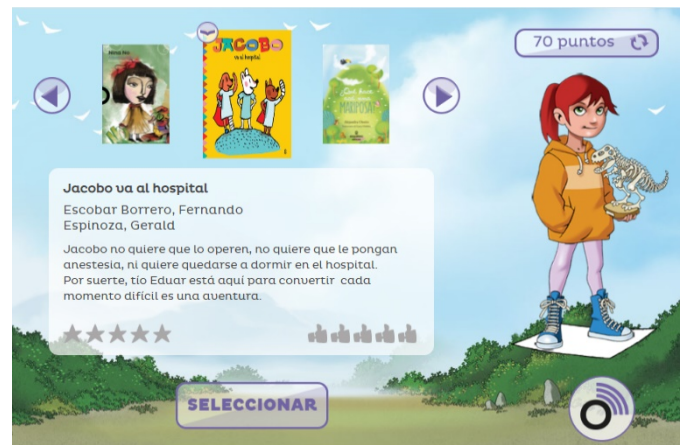 70 puntos
JACOBO
va al hospital
MARIPOSA
Jacobo va al hospital
Escobar Borrero, Fernando
Espinoza, Gerald
Jacobo no quiere que lo operen, no quiere que le pongan
anestesia, ni quiere quedarse a dormir en el hospital.
Por suerte, tío Eduar está aquí para convertir cada
momento difícil es una aventura.
SELECCIONAR